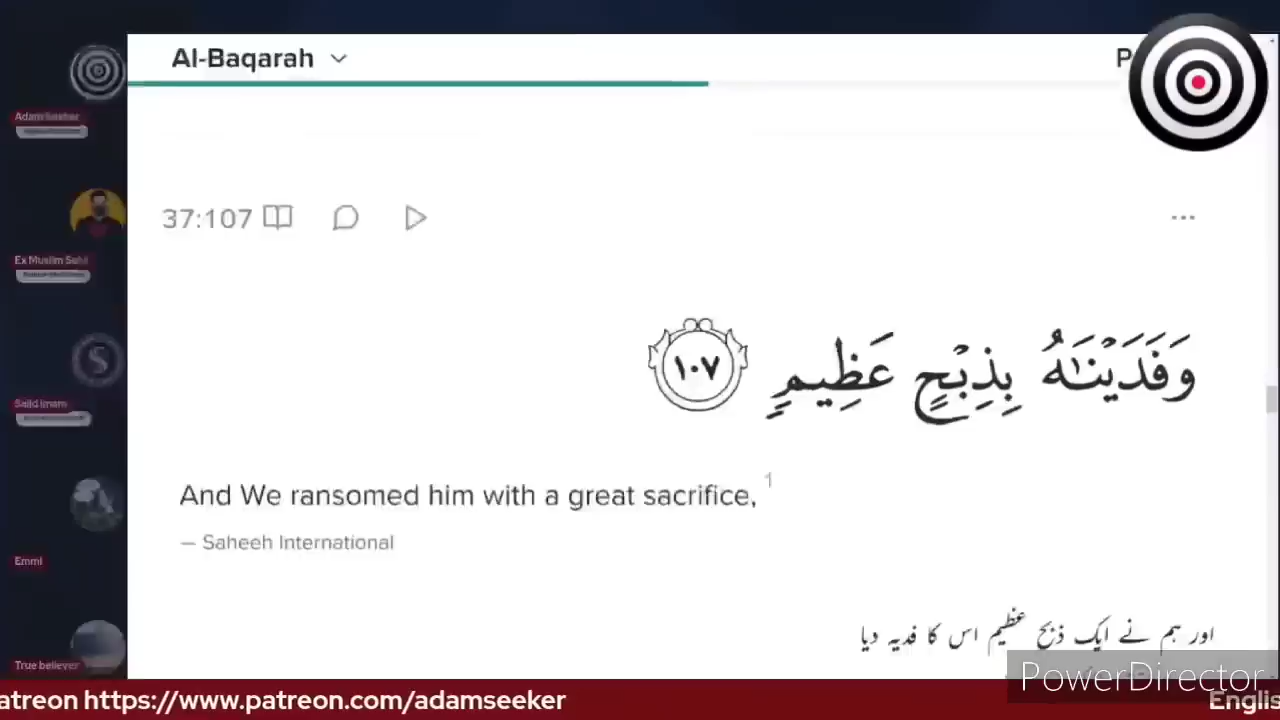 Al-Baqarah
P
Adam Seeker
37:107
Ex Muslim Sahil
وَفَدَيْنَـٰهُ بِذِبْحٍ عَظِيمٍ ١٠٧
Sajid Imam
And We ransomed him with a great sacrifice, 1
— Saheeh International
Emmi
اور ہم نے ایک ذبح عظیم اس کا فدیہ دیا
True believer
PowerDirector
atreon https://www.patreon.com/adamseeker
Englis